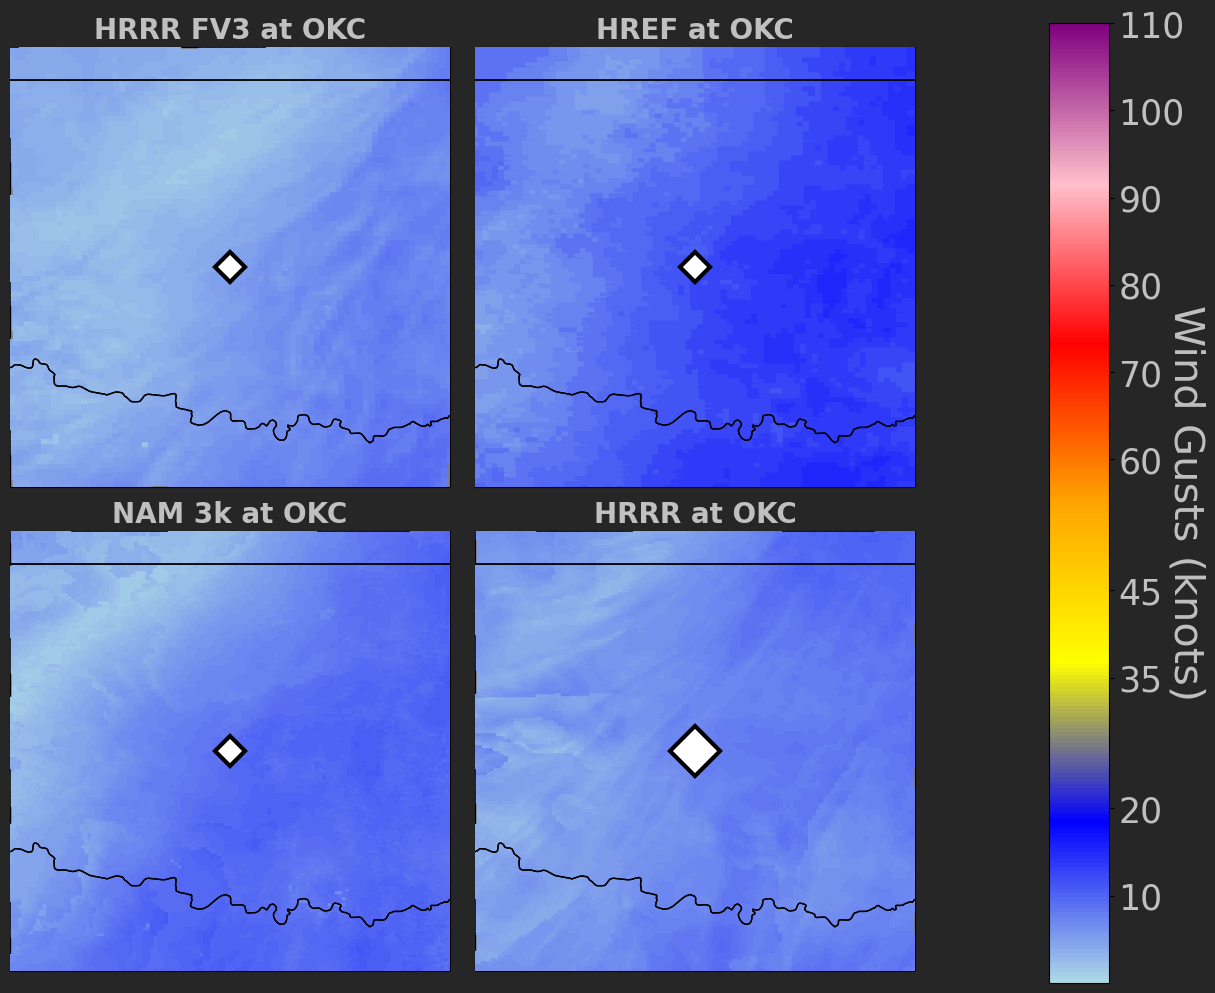 HRRR FV3 at OKC
HREF at OKC
NAM 3k at OKC
HRRR at OKC
110
100
90
80
70
60
45
35
20
10
Wind Gusts (knots)